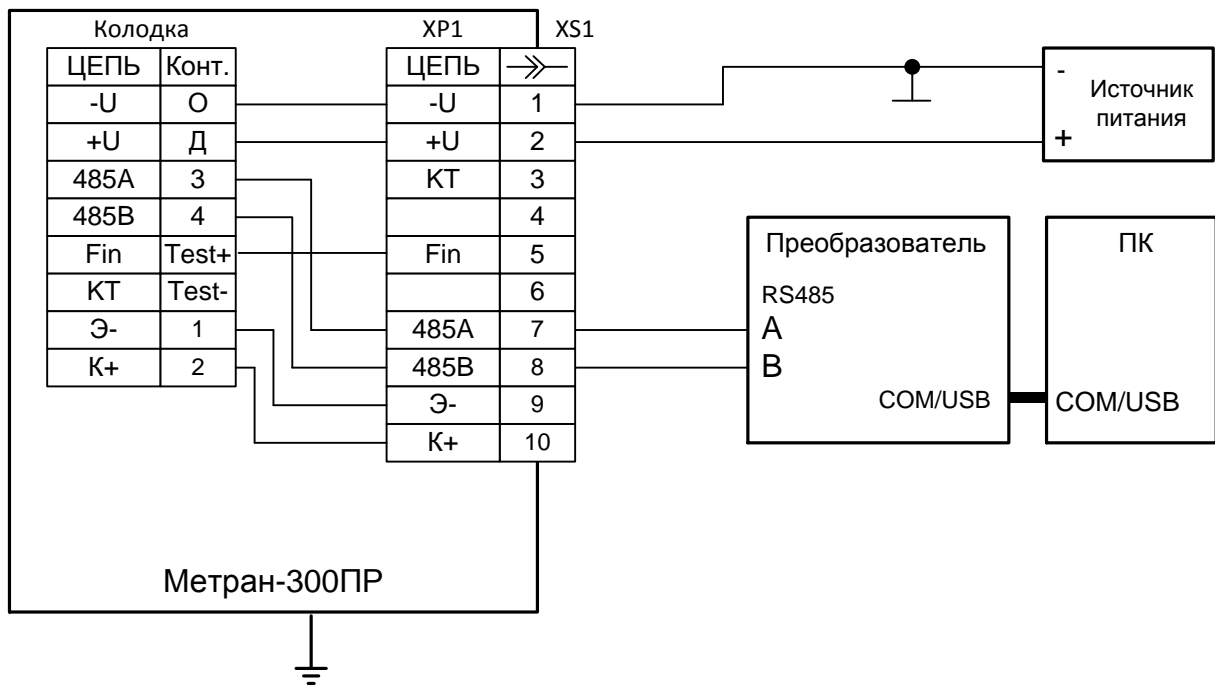 Колодка
ЦЕПЬ Конт.
-U О
+U Д
485A 3
485B 4
Fin Test+
КТ Test-
Э- 1
К+ 2
XP1 XS1
ЦЕПЬ
-U 1
+U 2
КТ 3
4
Fin 5
6
485A 7
485B 8
Э- 9
К+ 10
Метран-300ПР
-
Источник
питания
+
Преобразователь
RS485
A
B
COM/USB
ПК
COM/USB